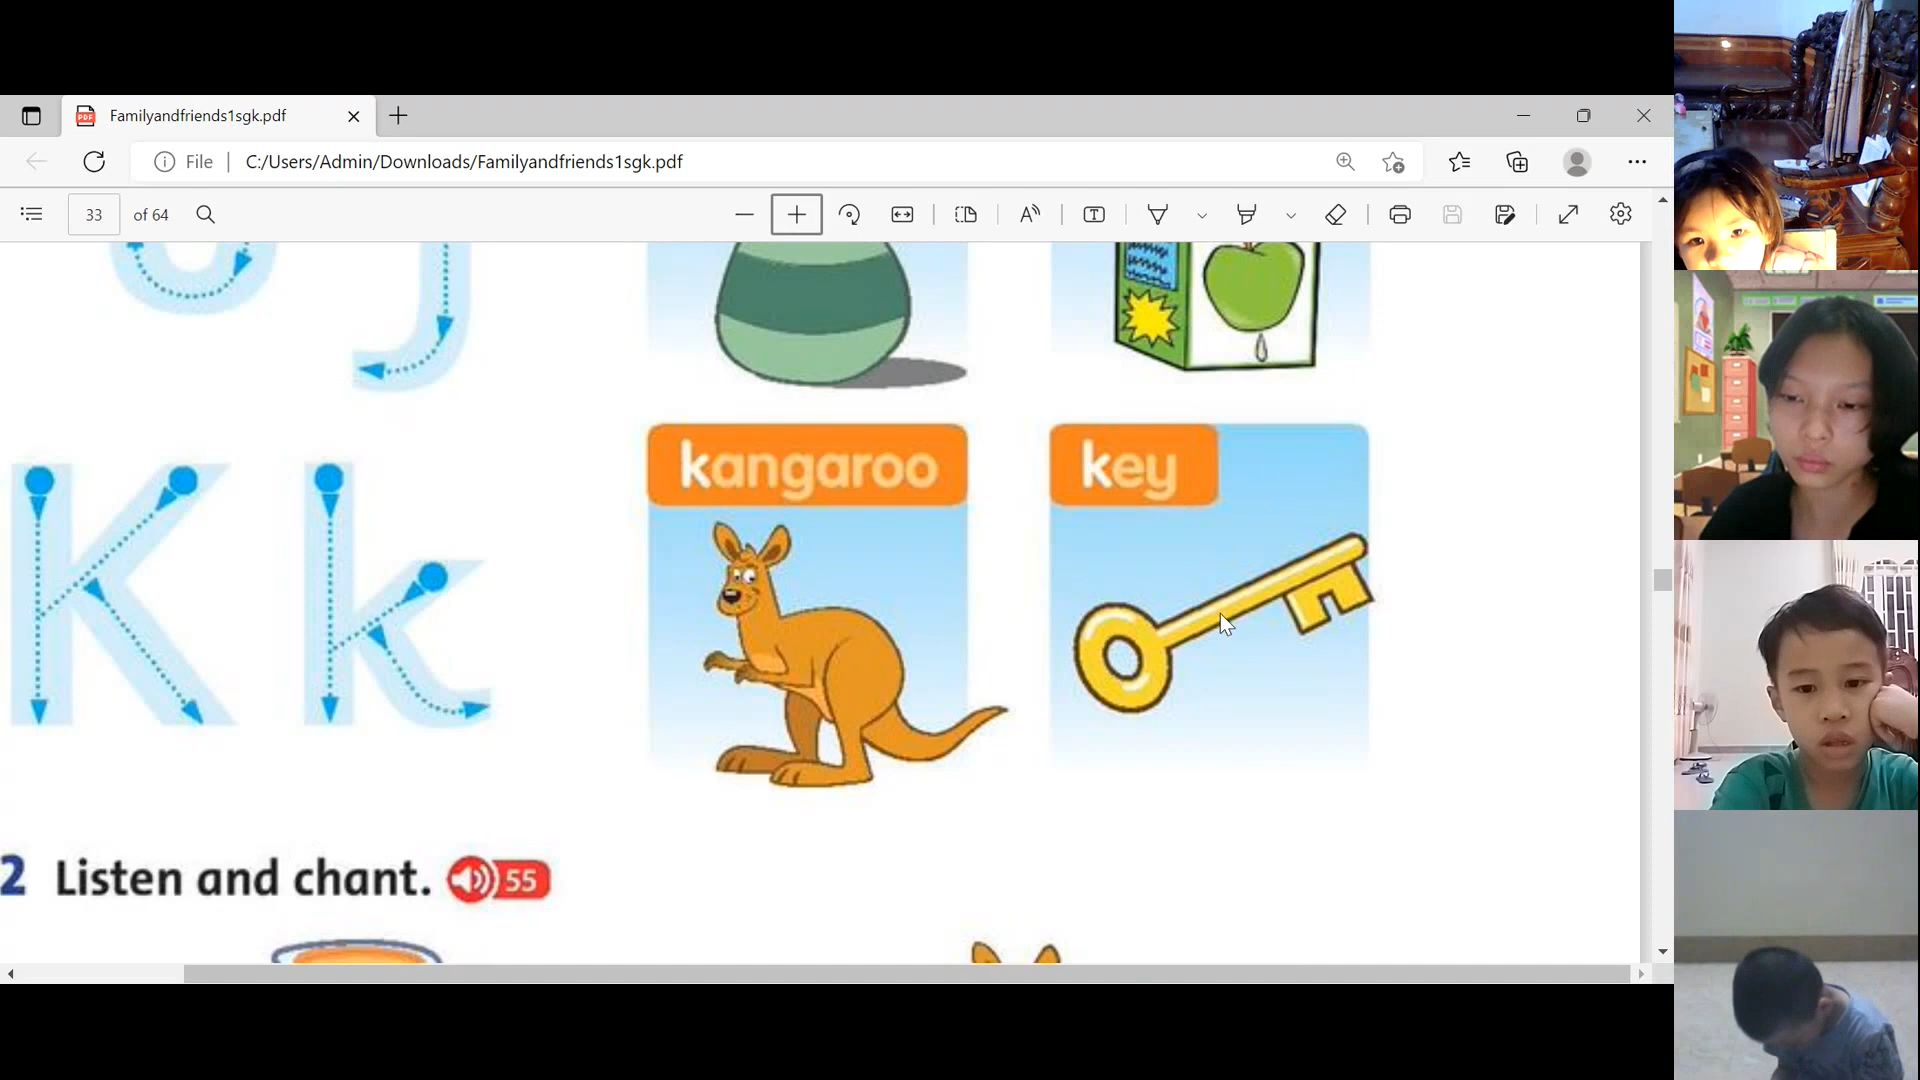 Familyandfriends1sgk.pdf
File
C:/Users/Admin/Downloads/Familyandfriends1sgk.pdf
33 of 64
j
kangaroo
key
K k
2 Listen and chant. 55